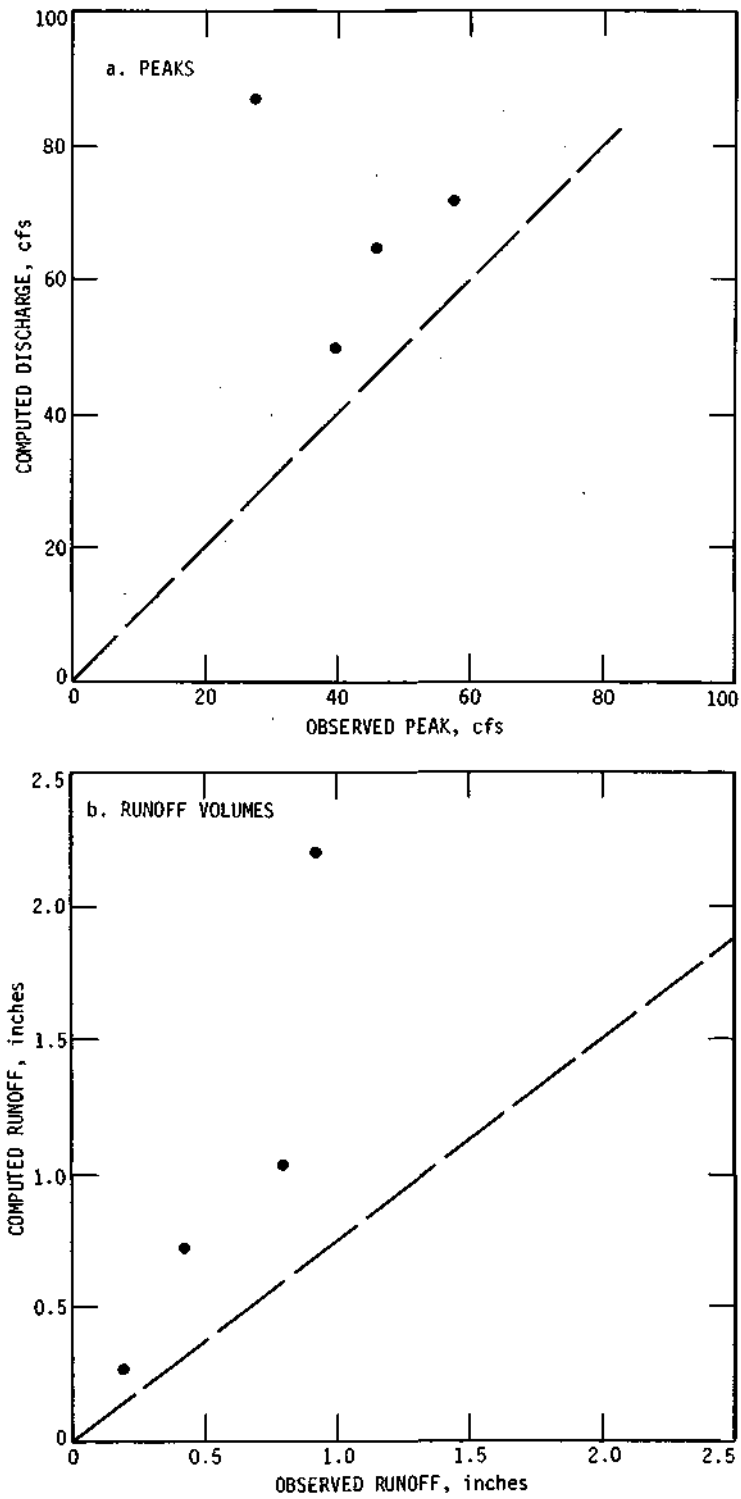 100
a. PEAKS
80
60
40
20
0
COMPUTED DISCHARGE, cfs
0 20 40 60 80 100
OBSERVED PEAK, cfs
2.5
b. RUNOFF VOLUMES
2.0
1.5
1.0
0.5
0
COMPUTED RUNOFF, inches
0 0.5 1.0 1.5 2.0 2.5
OBSERVED RUNOFF, inches